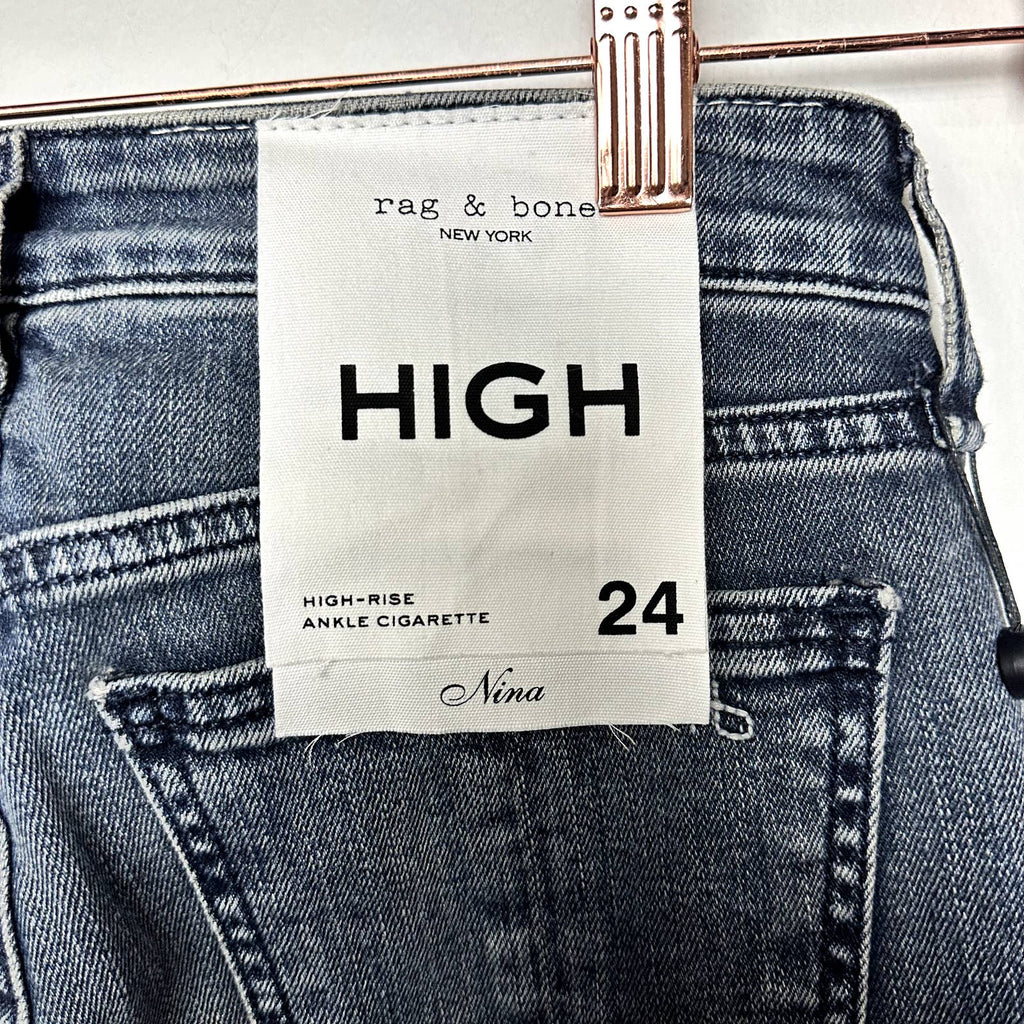 rag & bone
NEW YORK
HIGH
HIGH-RISE
ANKLE CIGARETTE
24
Nina